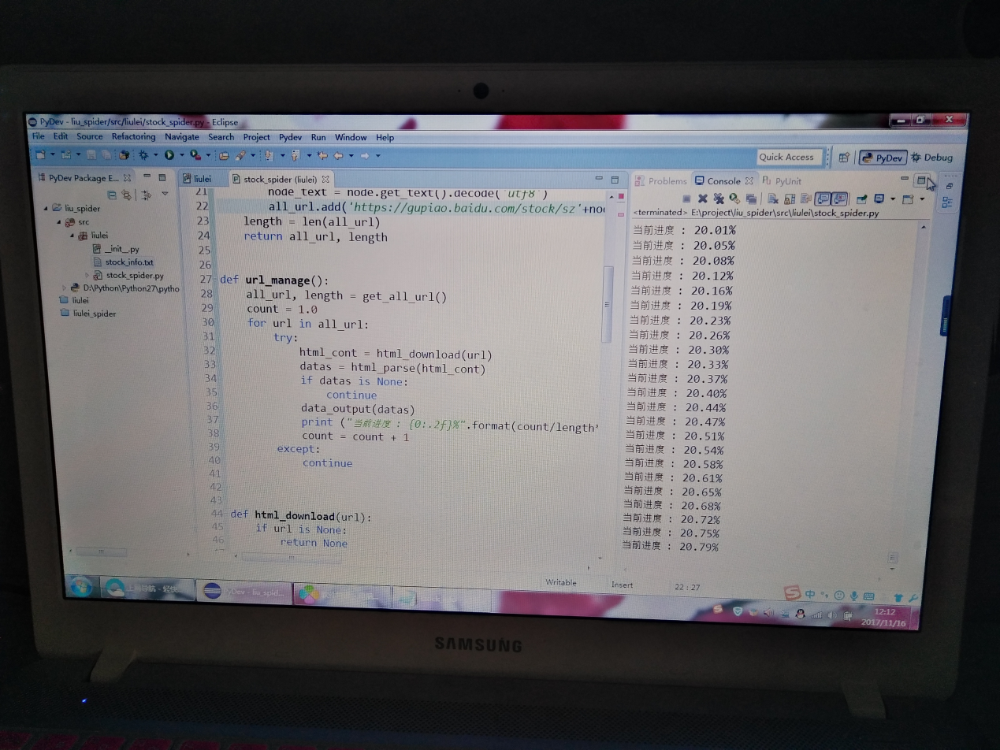 PyDev - liu_spider/src/liulei/stock_spider.py - Eclipse
File Edit Source Refactoring Navigate Search Project Pydev Run Window Help
Quick Access
PyDev
Debug
PyDev Package E...
liu_spider
src
liulei
_init_.py
stock_info.txt
stock_spider.py
D:\Python\Python27\pytho
liulei
liulei_spider
liulei
stock_spider (liulei)
21 node_text = node.get_text().decode('utf8')
22 all_url.add('https://gupiao.baidu.com/stock/sz'+noc
23 length = len(all_url)
24 return all_url, length
25
26
27 def url_manage():
28 all_url, length = get_all_url()
29 count = 1.0
30 for url in all_url:
31 try:
32 html_cont = html_download(url)
33 datas = html_parse(html_cont)
34 if datas is None:
35 continue
36 data_output(datas)
37 print ("当前进度 : {0:.2f}%".format(count/length*
38 count = count + 1
39 except:
40 continue
41
42
43
44 def html_download(url):
45 if url is None:
46 return None
Problems
Console
PyUnit
<terminated> E:\project\liu_spider\src\liulei\stock_spider.py
当前进度 : 20.01%
当前进度 : 20.05%
当前进度 : 20.08%
当前进度 : 20.12%
当前进度 : 20.16%
当前进度 : 20.19%
当前进度 : 20.23%
当前进度 : 20.26%
当前进度 : 20.30%
当前进度 : 20.33%
当前进度 : 20.37%
当前进度 : 20.40%
当前进度 : 20.44%
当前进度 : 20.47%
当前进度 : 20.51%
当前进度 : 20.54%
当前进度 : 20.58%
当前进度 : 20.61%
当前进度 : 20.65%
当前进度 : 20.68%
当前进度 : 20.72%
当前进度 : 20.75%
当前进度 : 20.79%
Writable
Insert
22 : 27
PyDev - liu_spid...
中
12:12
2017/11/16
SAMSUNG